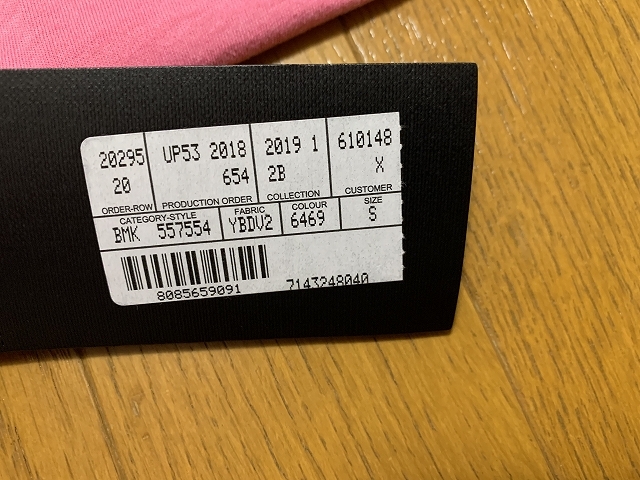 20295 UP53 2018 2019 1 610148
20 654 2B X
ORDER-ROW PRODUCTION ORDER COLLECTION CUSTOMER
CATEGORY-STYLE FABRIC COLOUR SIZE
BMK 557554 YBDV2 6469 S
8085659091 7143248040